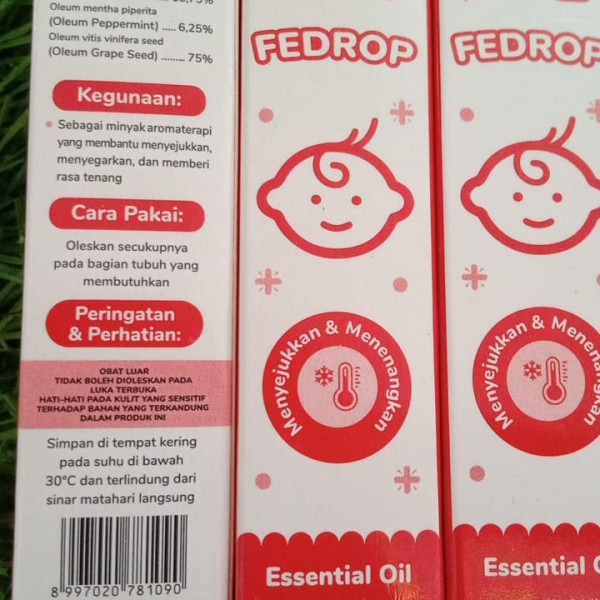 Oleum mentha piperita
(Oleum Peppermint) ..... 6,25%
Oleum vitis vinifera seed
(Oleum Grape Seed) ......... 75%
Kegunaan:
Sebagai minyak aromaterapi
yang membantu menyejukkan,
menyegarkan, dan memberi
rasa tenang
Cara Pakai:
Oleskan secukupnya
pada bagian tubuh yang
membutuhkan
Peringatan
& Perhatian:
OBAT LUAR
TIDAK BOLEH DIOLESKAN PADA
LUKA TERBUKA
HATI-HATI PADA KULIT YANG SENSITIF
TERHADAP BAHAN YANG TERKANDUNG
DALAM PRODUK INI
Simpan di tempat kering
pada suhu di bawah
30°C dan terlindung dari
sinar matahari langsung
8 997020 781090
FEDROP
Menyejukkan & Menenangkan
Essential Oil
FEDROP
Menyejukkan & Menenangkan
Essential